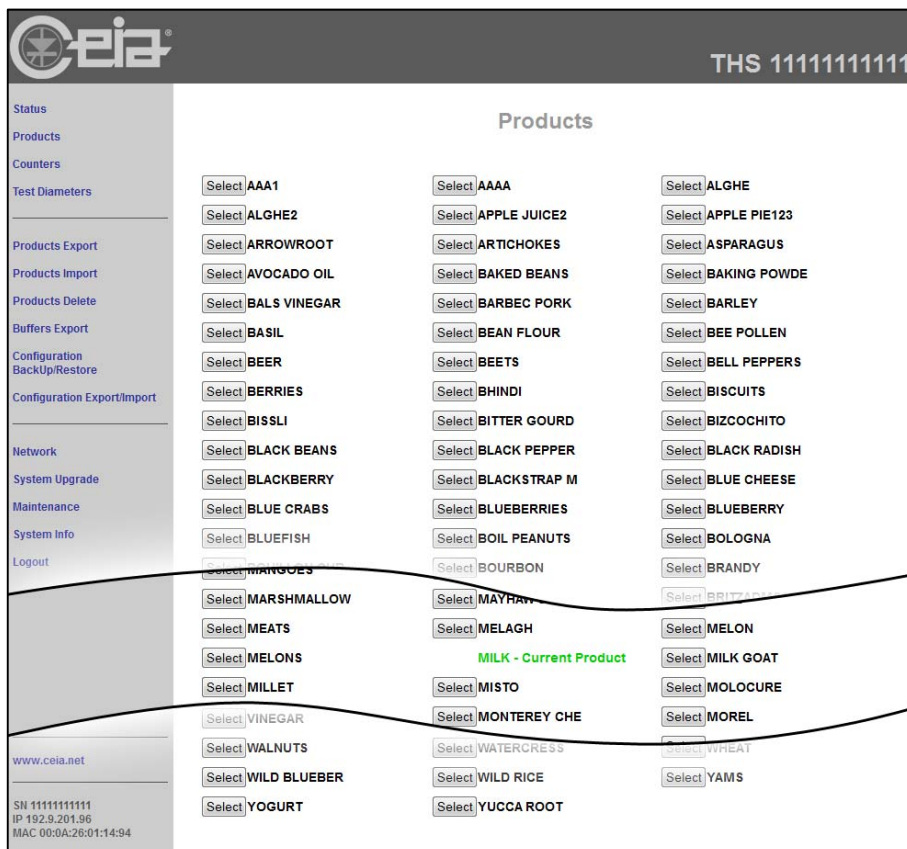 Ceia®
THS 11111111111
Status
Products
Counters
Test Diameters
Products Export
Products Import
Products Delete
Buffers Export
Configuration
BackUp/Restore
Configuration Export/Import
Network
System Upgrade
Maintenance
System Info
Logout
www.ceia.net
SN 11111111111
IP 192.9.201.96
MAC 00:0A:26:01:14:94
Products
Select AAA1 Select AAAA Select ALGHE
Select ALGHE2 Select APPLE JUICE2 Select APPLE PIE123
Select ARROWROOT Select ARTICHOKES Select ASPARAGUS
Select AVOCADO OIL Select BAKED BEANS Select BAKING POWDE
Select BALS VINEGAR Select BARBEC PORK Select BARLEY
Select BASIL Select BEAN FLOUR Select BEE POLLEN
Select BEER Select BEETS Select BELL PEPPERS
Select BERRIES Select BHINDI Select BISCUITS
Select BISSLI Select BITTER GOURD Select BIZCOCHITO
Select BLACK BEANS Select BLACK PEPPER Select BLACK RADISH
Select BLACKBERRY Select BLACKSTRAP M Select BLUE CHEESE
Select BLUE CRABS Select BLUEBERRIES Select BLUEBERRY
Select BLUEFISH Select BOIL PEANUTS Select BOLOGNA
Select MANGOES Select BOURBON Select BRANDY
Select MARSHMALLOW Select Select
Select MEATS Select MELAGH Select MELON
Select MELONS MILK - Current Product Select MILK GOAT
Select MILLET Select MISTO Select MOLOCURE
Select VINEGAR Select MONTEREY CHE Select MOREL
Select WALNUTS Select WATERCRESS Select WHEAT
Select WILD BLUEBER Select WILD RICE Select YAMS
Select YOGURT Select YUCCA ROOT